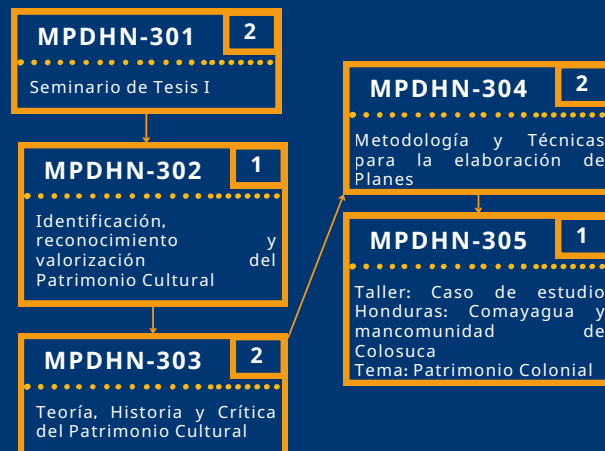 MPDHN-301 2
Seminario de Tesis I
MPDHN-302 1
Identificación,
reconocimiento y
valorización del
Patrimonio Cultural
MPDHN-303 2
Teoría, Historia y Crítica
del Patrimonio Cultural
MPDHN-304 2
Metodología y Técnicas
para la elaboración de
Planes
MPDHN-305 1
Taller: Caso de estudio
Honduras: Comayagua y
mancomunidad de
Colosuca
Tema: Patrimonio Colonial